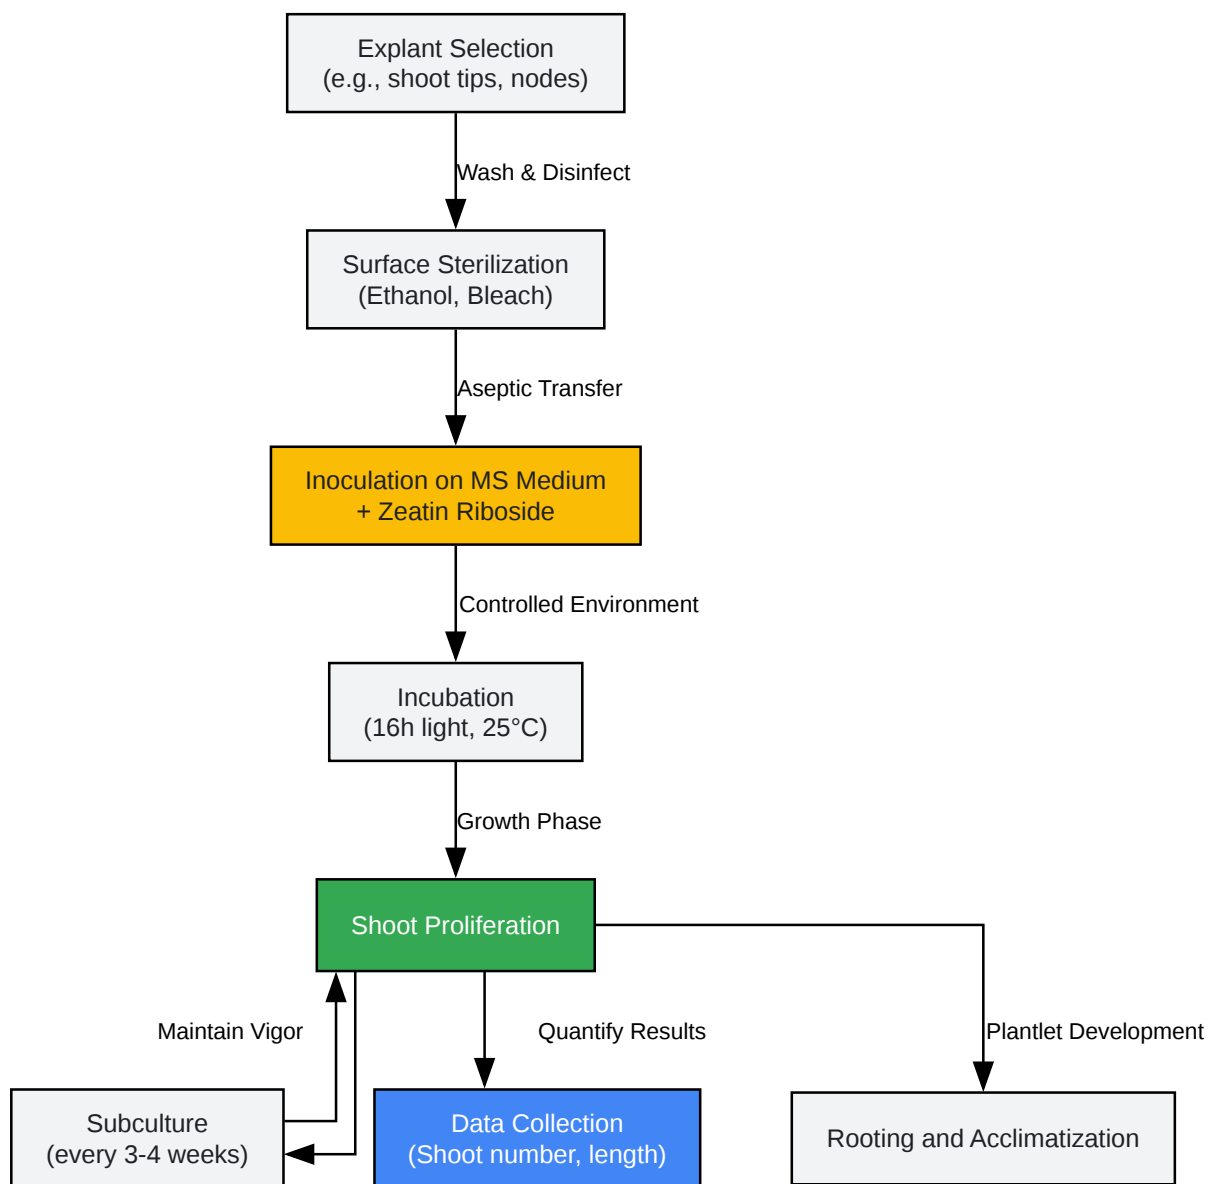 Explant Selection
(e.g., shoot tips, nodes)
Wash & Disinfect
Surface Sterilization
(Ethanol, Bleach)
Aseptic Transfer
Inoculation on MS Medium
+ Zeatin Riboside
Controlled Environment
Incubation
(16h light, 25°C)
Growth Phase
Shoot Proliferation
Maintain Vigor
Quantify Results
Plantlet Development
Subculture
(every 3-4 weeks)
Data Collection
(Shoot number, length)
Rooting and Acclimatization